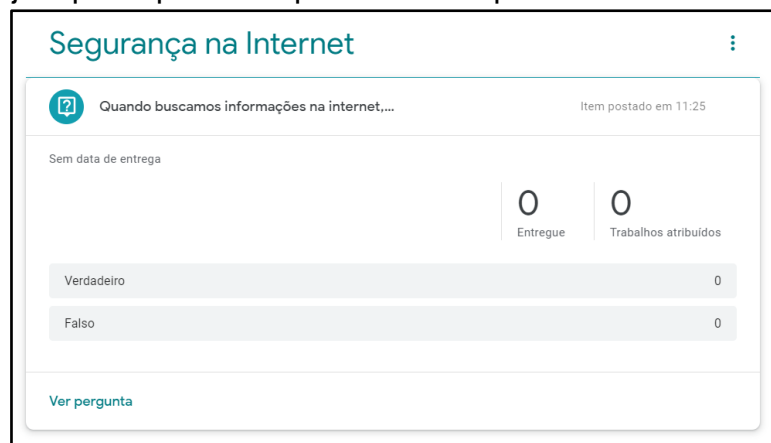 Segurança na Internet
Quando buscamos informações na internet,...
Item postado em 11:25
Sem data de entrega
0
Entregue
0
Trabalhos atribuídos
Verdadeiro 0
Falso 0
Ver pergunta